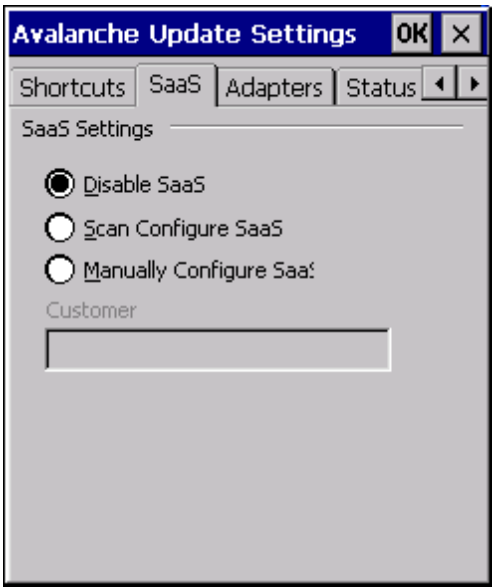 Avalanche Update Settings OK ×
Shortcuts SaaS Adapters Status
SaaS Settings
Disable SaaS
Scan Configure SaaS
Manually Configure SaaS
Customer